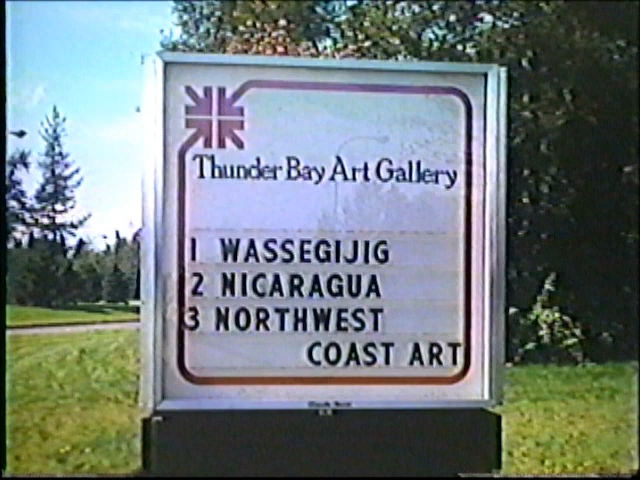 Thunder Bay Art Gallery
1 WASSEGIJIG
2 NICARAGUA
3 NORTHWEST
COAST ART